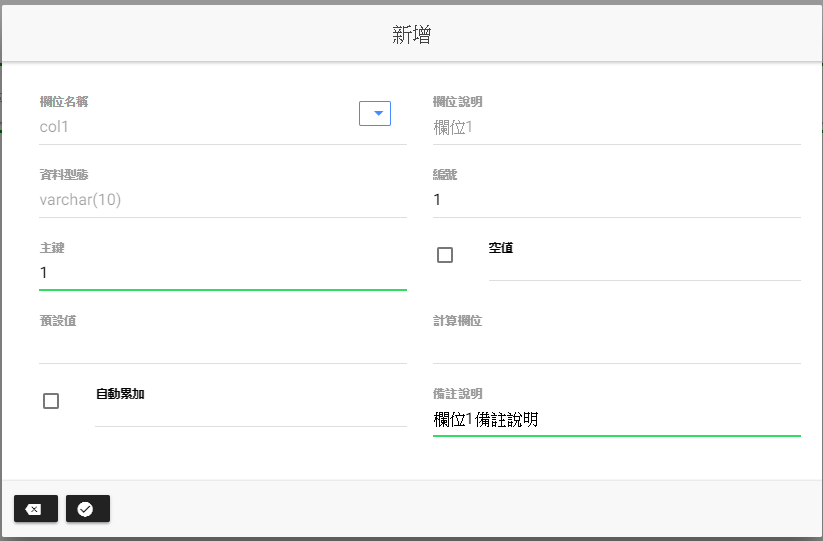 新增
欄位名稱
col1
欄位說明
欄位1
資料型態
varchar(10)
編號
1
主鍵
1
空值
預設值
計算欄位
自動累加
備註說明
欄位1備註說明